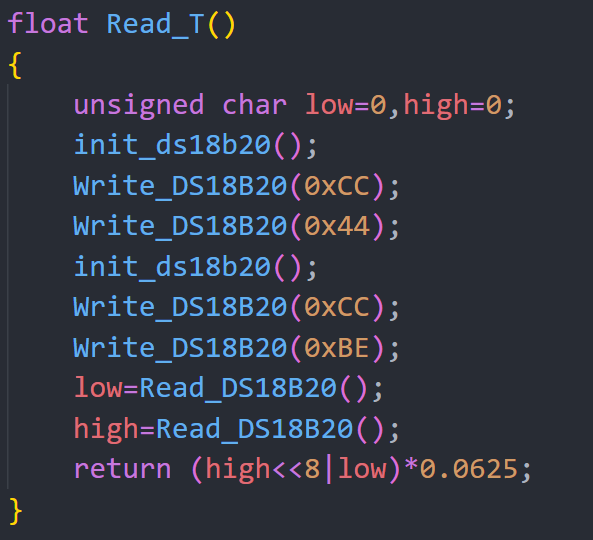 float Read_T()
{
    unsigned char low=0,high=0;
    init_ds18b20();
    Write_DS18B20(0xCC);
    Write_DS18B20(0x44);
    init_ds18b20();
    Write_DS18B20(0xCC);
    Write_DS18B20(0xBE);
    low=Read_DS18B20();
    high=Read_DS18B20();
    return (high<<8|low)*0.0625;
}